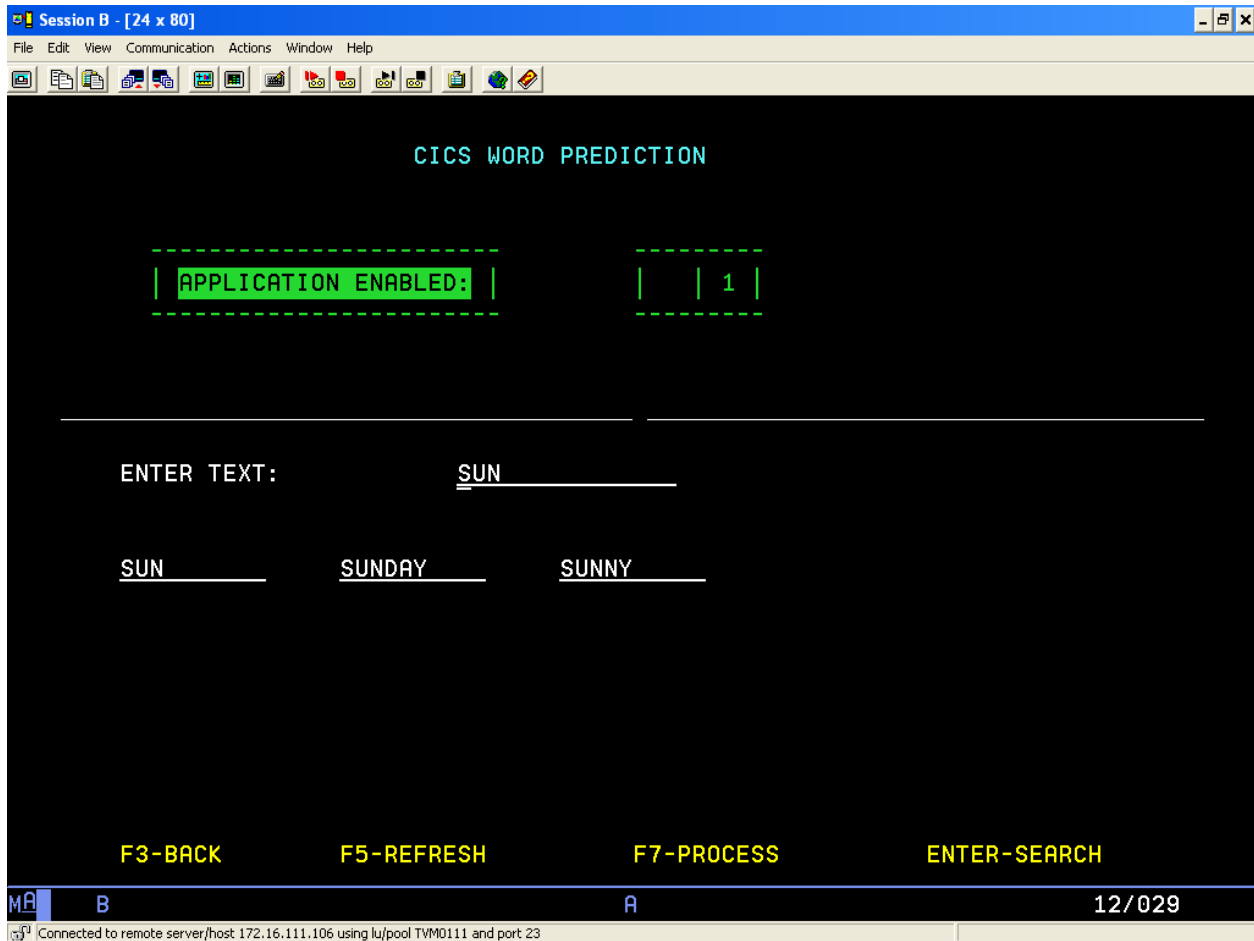 Session B - [24 x 80]
File Edit View Communication Actions Window Help
CICS WORD PREDICTION
-------------------------- ---------
| APPLICATION ENABLED: | | | 1 |
-------------------------- ---------
ENTER TEXT: SUN
SUN SUNDAY SUNNY
F3-BACK F5-REFRESH F7-PROCESS ENTER-SEARCH
MA B A 12/029
Connected to remote server/host 172.16.111.106 using lu/pool TVM0111 and port 23